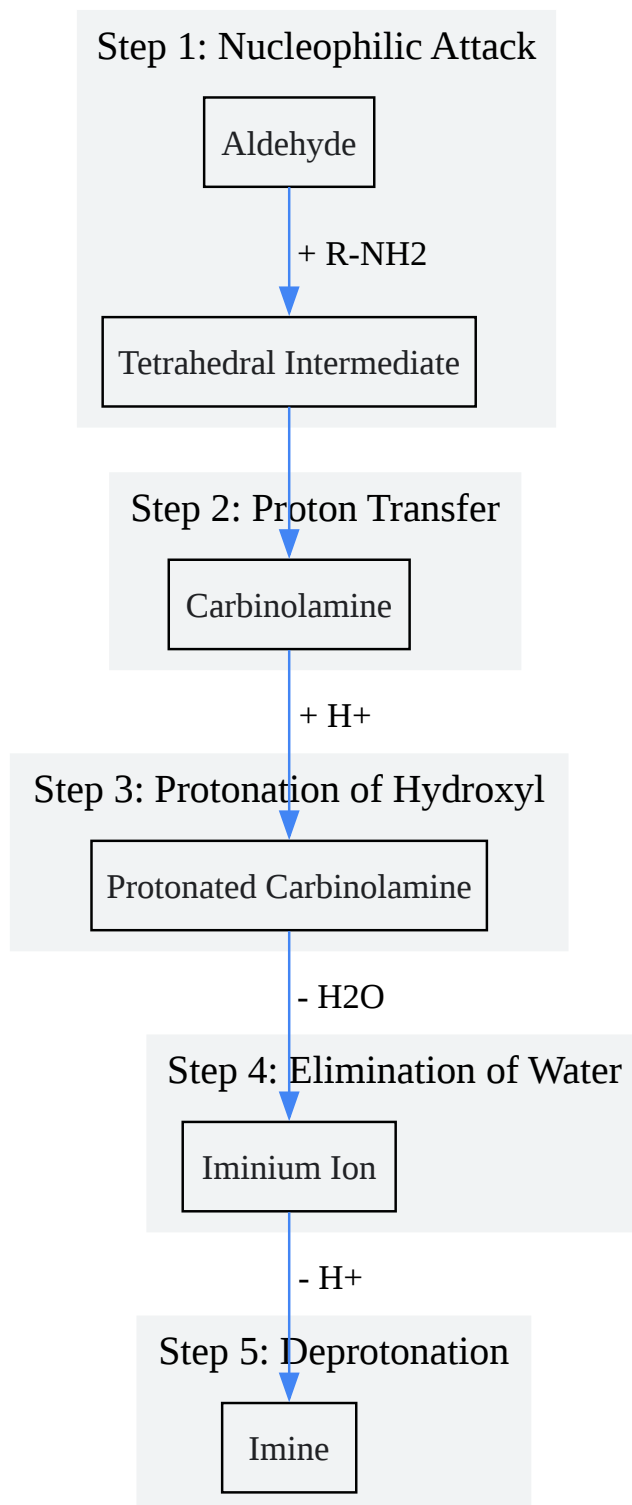 Step 1: Nucleophilic Attack
Aldehyde
+ R-NH2
Tetrahedral Intermediate
Step 2: Proton Transfer
Carbinolamine
+ H+
Step 3: Protonation of Hydroxyl
Protonated Carbinolamine
- H2O
Step 4: Elimination of Water
Iminium Ion
- H+
Step 5: Deprotonation
Imine